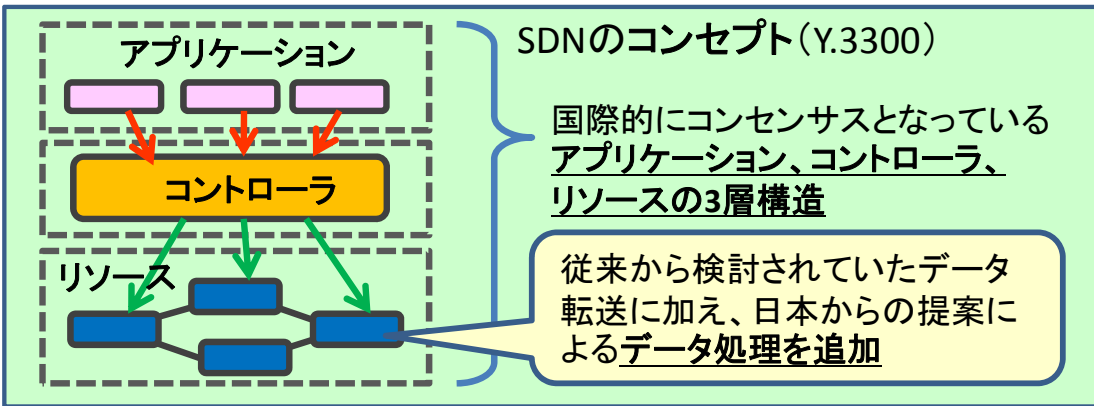 アプリケーション
コントローラ
リソース
SDNのコンセプト（Y.3300）
国際的にコンセンサスとなっている
アプリケーション、コントローラ、
リソースの3層構造
従来から検討されていたデータ
転送に加え、日本からの提案に
よるデータ処理を追加